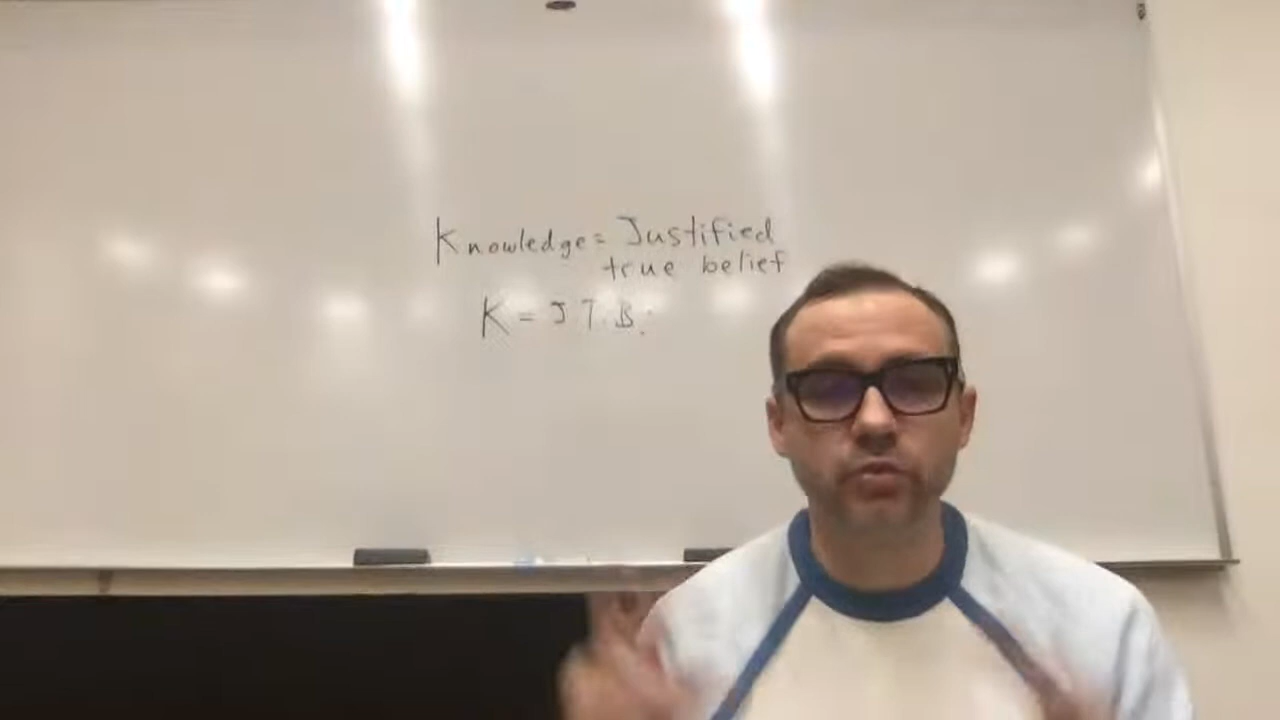 Knowledge = Justified
true belief
K = J T. B.